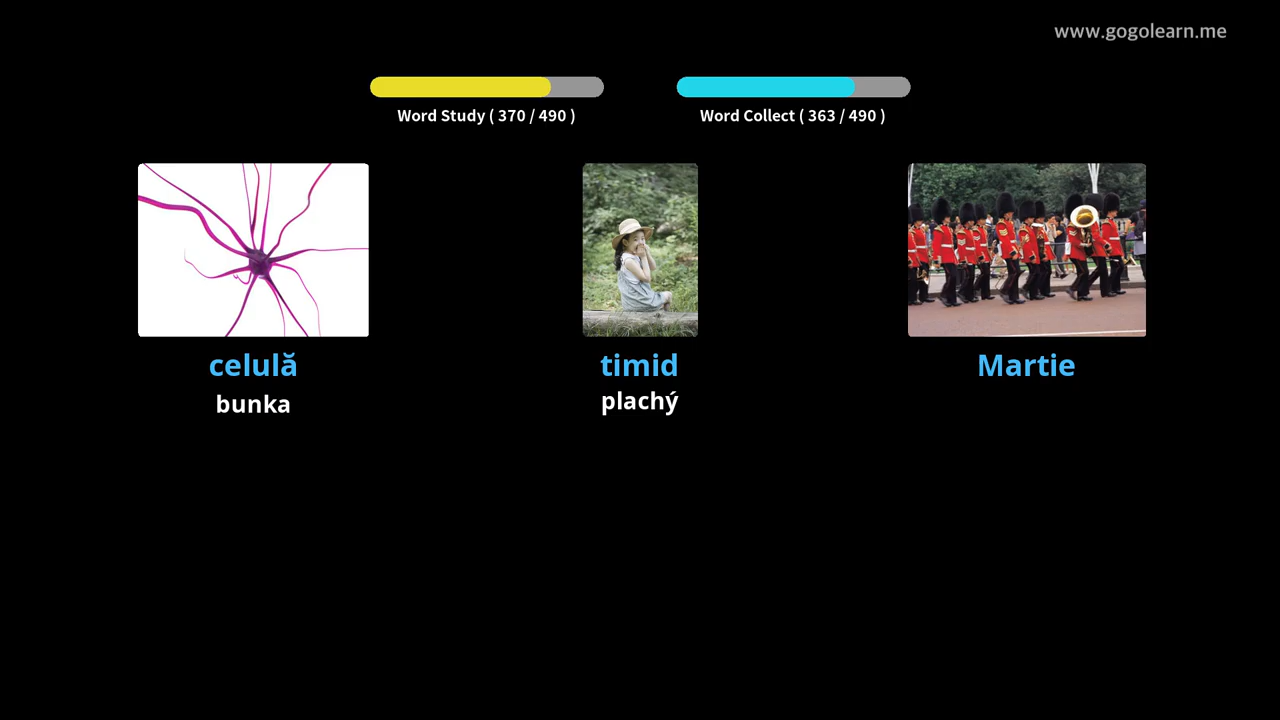 www.gogolearn.me
Word Study ( 370 / 490 )
Word Collect ( 363 / 490 )
celulă
bunka
timid
plachý
Martie